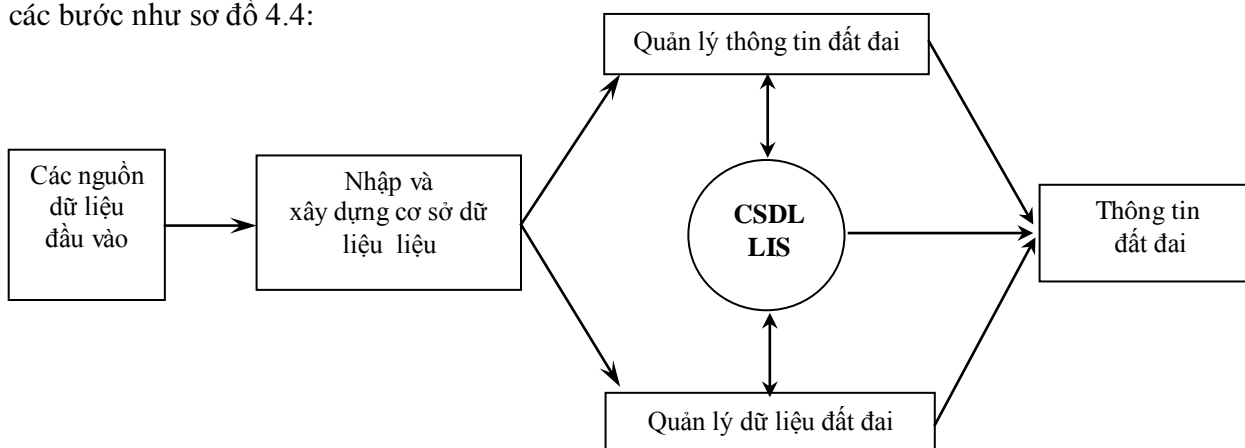 các bước như sơ đồ 4.4:
Quản lý thông tin đất đai
Các nguồn
dữ liệu
đầu vào
Nhập và
xây dựng cơ sở dữ
liệu liệu
CSDL
LIS
Thông tin
đất đai
Quản lý dữ liệu đất đai